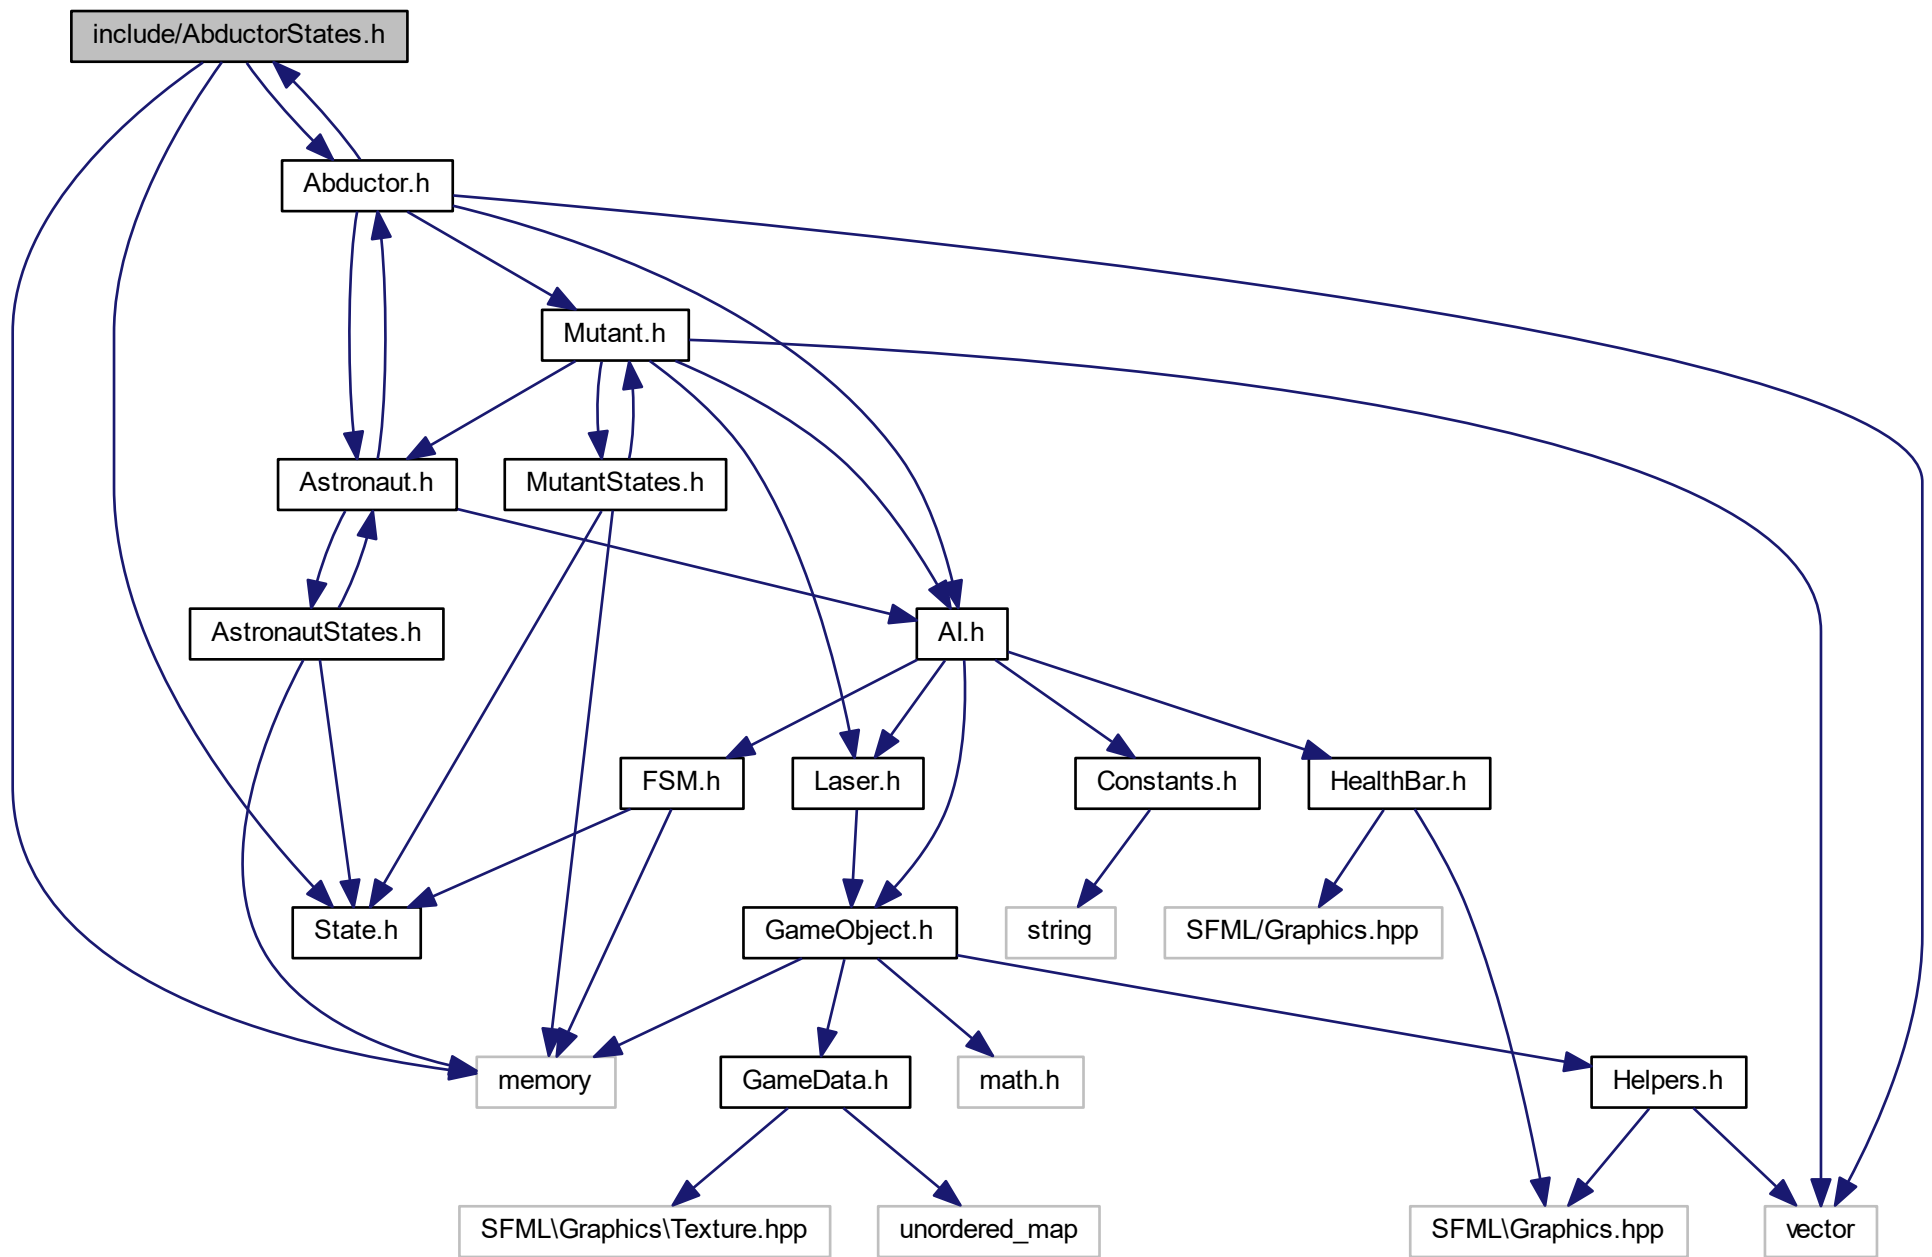 include/AbductorStates.h
Abductor.h
Mutant.h
Astronaut.h
MutantStates.h
AstronautStates.h
AI.h
FSM.h
Laser.h
Constants.h
HealthBar.h
State.h
GameObject.h
string
SFML/Graphics.hpp
memory
GameData.h
math.h
Helpers.h
SFML\Graphics\Texture.hpp
unordered_map
SFML\Graphics.hpp
vector